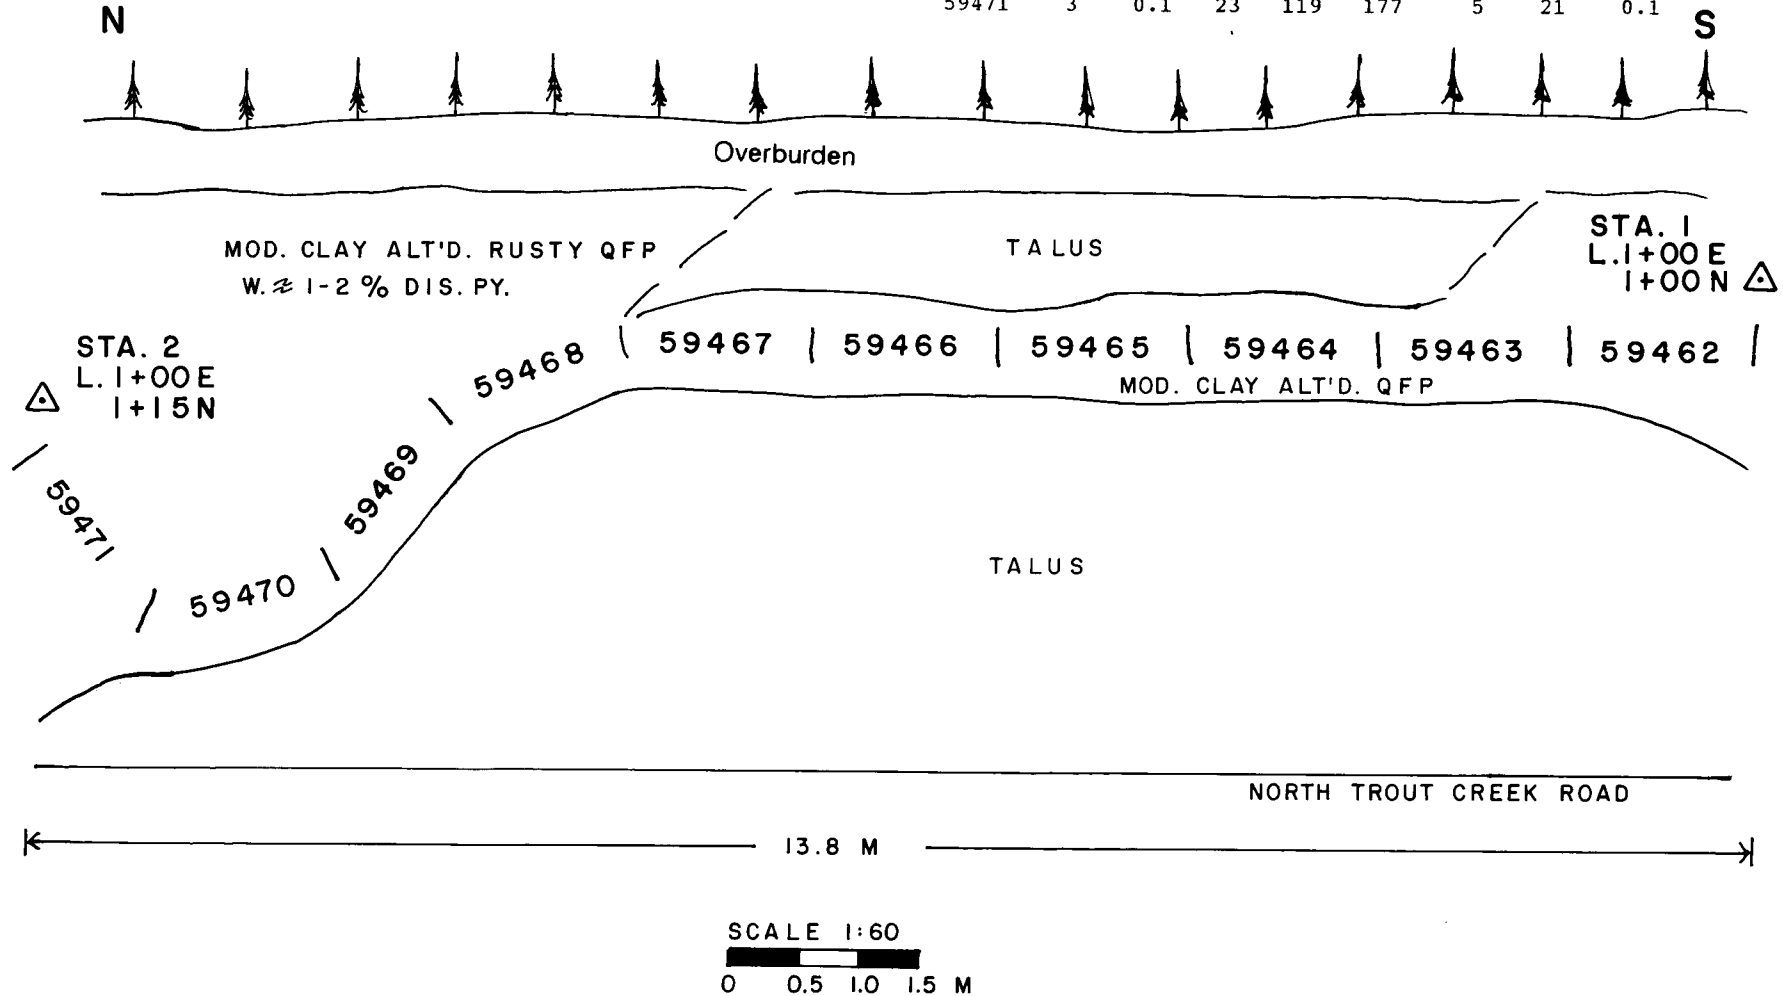 59471 3 0.1 23 119 177 5 21 0.1
N
S
Overburden
MOD. CLAY ALT'D. RUSTY QFP
W. ≈ 1-2 % DIS. PY.
TALUS
STA. 1
L. 1+00 E
1+00 N
STA. 2
L. 1+00 E
1+15 N
59471
59470
59469
59468
59467
59466
59465
59464
59463
59462
MOD. CLAY ALT'D. QFP
TALUS
NORTH TROUT CREEK ROAD
13.8 M
SCALE 1:60
0 0.5 1.0 1.5 M